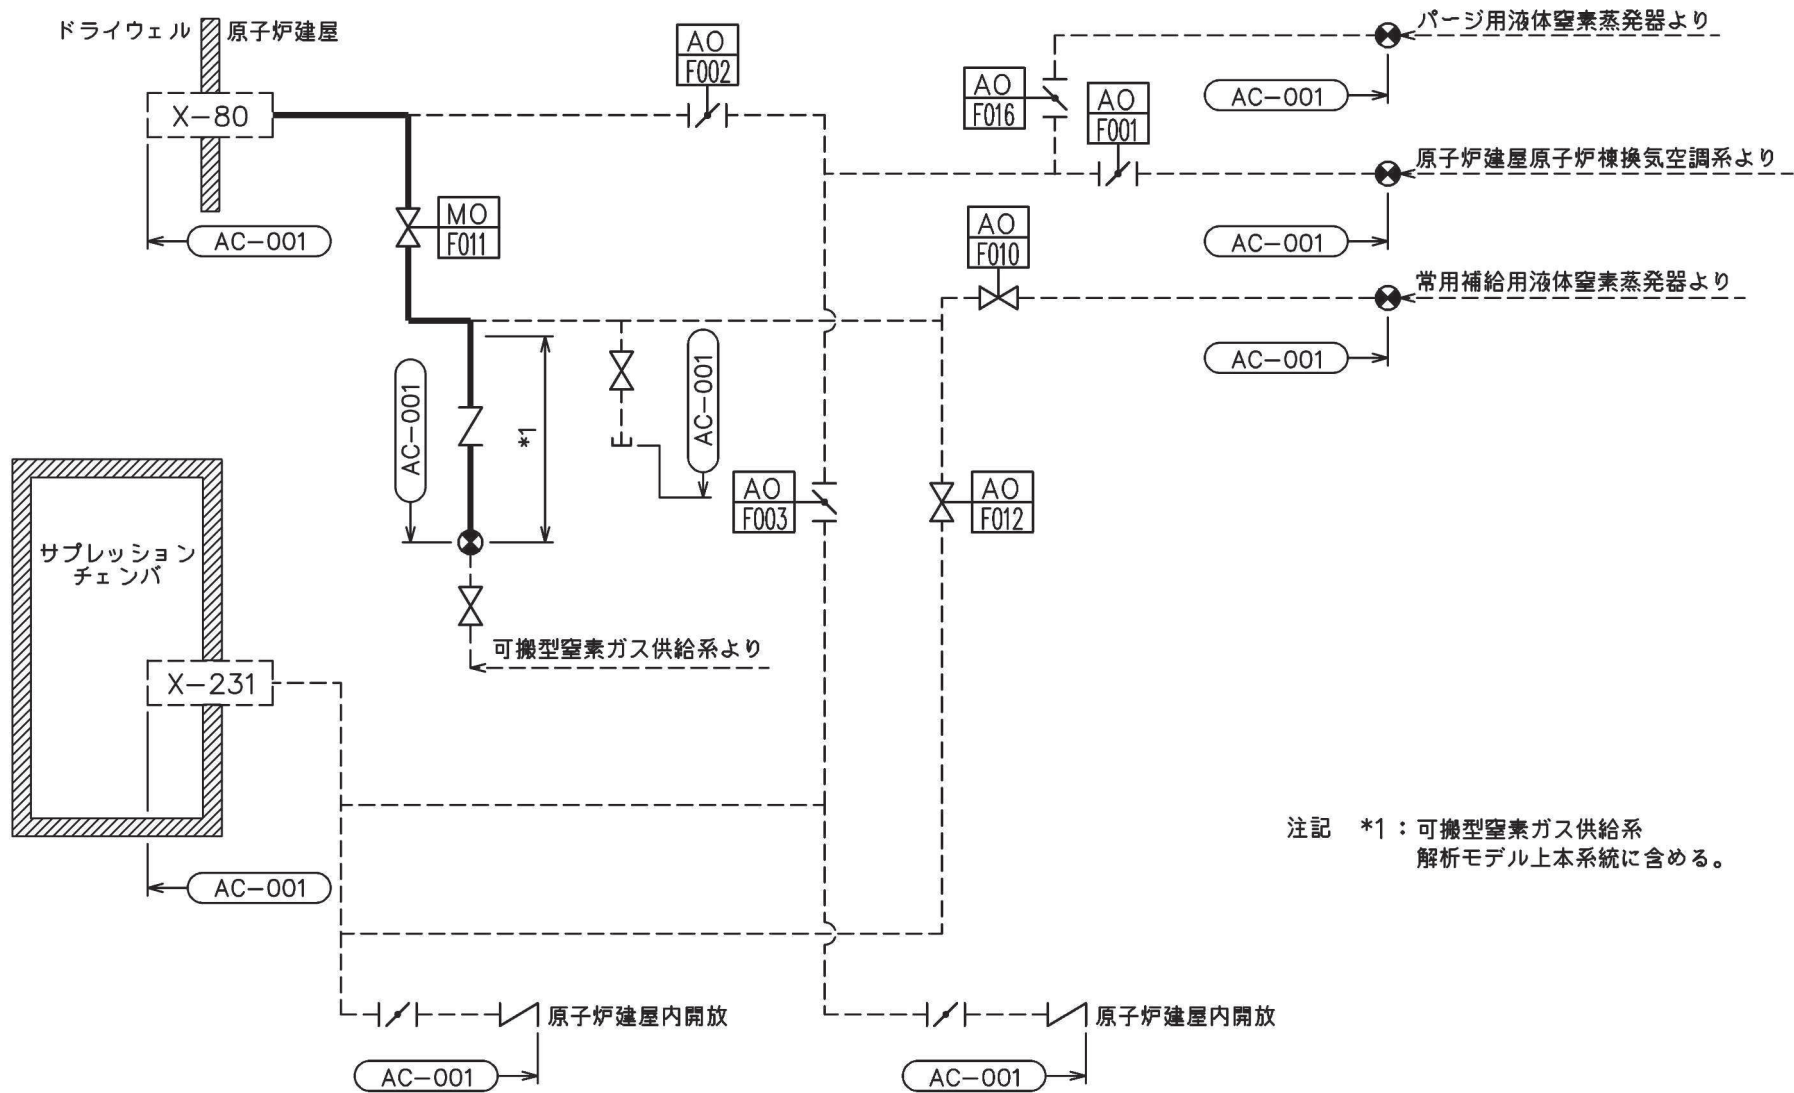 ドライウェル
原子炉建屋
X-80
AC-001
AO
F002
MO
F011
パージ用液体窒素蒸発器より
AC-001
AO
F016
AO
F001
原子炉建屋原子炉棟換気空調系より
AC-001
AO
F010
常用補給用液体窒素蒸発器より
AC-001
AC-001
*1
AC-001
AO
F003
AO
F012
サプレッション
チェンバ
可搬型窒素ガス供給系より
X-231
AC-001
注記 *1：可搬型窒素ガス供給系
解析モデル上本系統に含める。
原子炉建屋内開放
AC-001
原子炉建屋内開放
AC-001